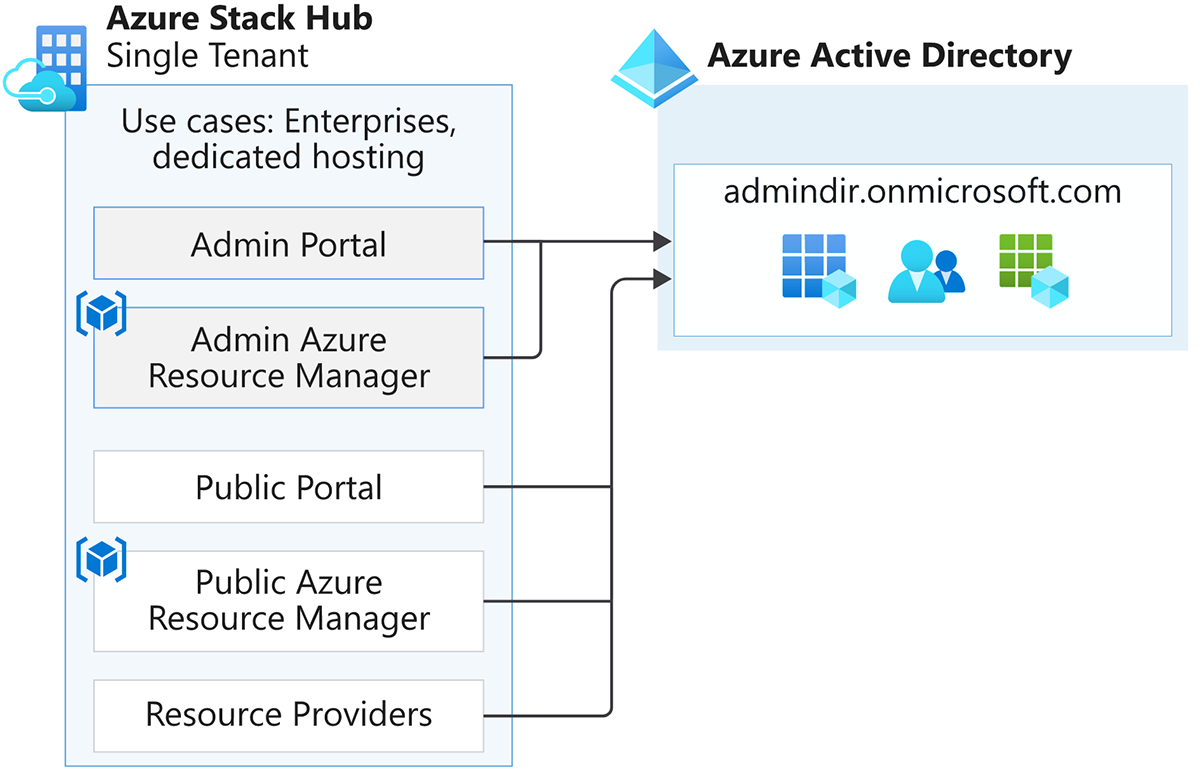 Azure Stack Hub
Single Tenant
Use cases: Enterprises,
dedicated hosting
Admin Portal
Admin Azure
Resource Manager
Public Portal
Public Azure
Resource Manager
Resource Providers
Azure Active Directory
admindir.onmicrosoft.com